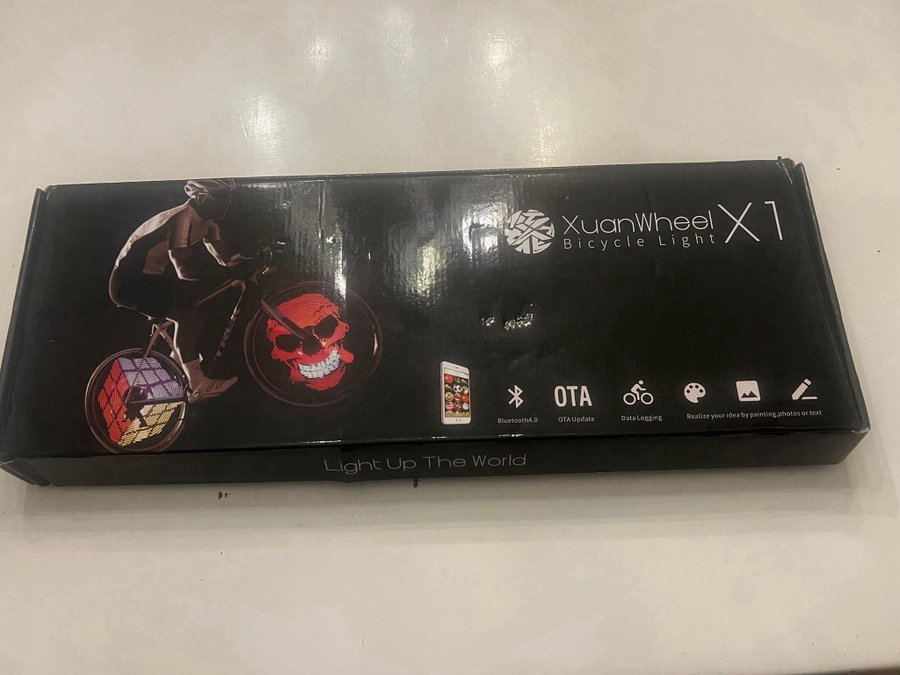 XuanWheel X1
Bicycle Light
OTA
Bluetooth4.0
OTA Update
Data Logging
Realize your idea by painting,photos or text
Light Up The World